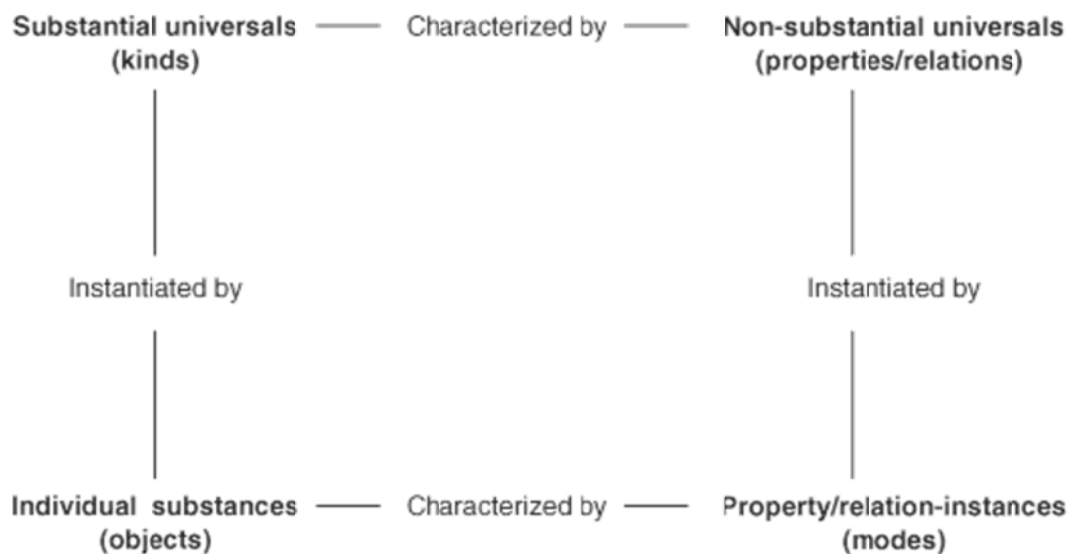 Substantial universals Characterized by Non-substantial universals
(kinds) (properties/relations)
Instantiated by Instantiated by
Individual substances Characterized by Property/relation-instances
(objects) (modes)